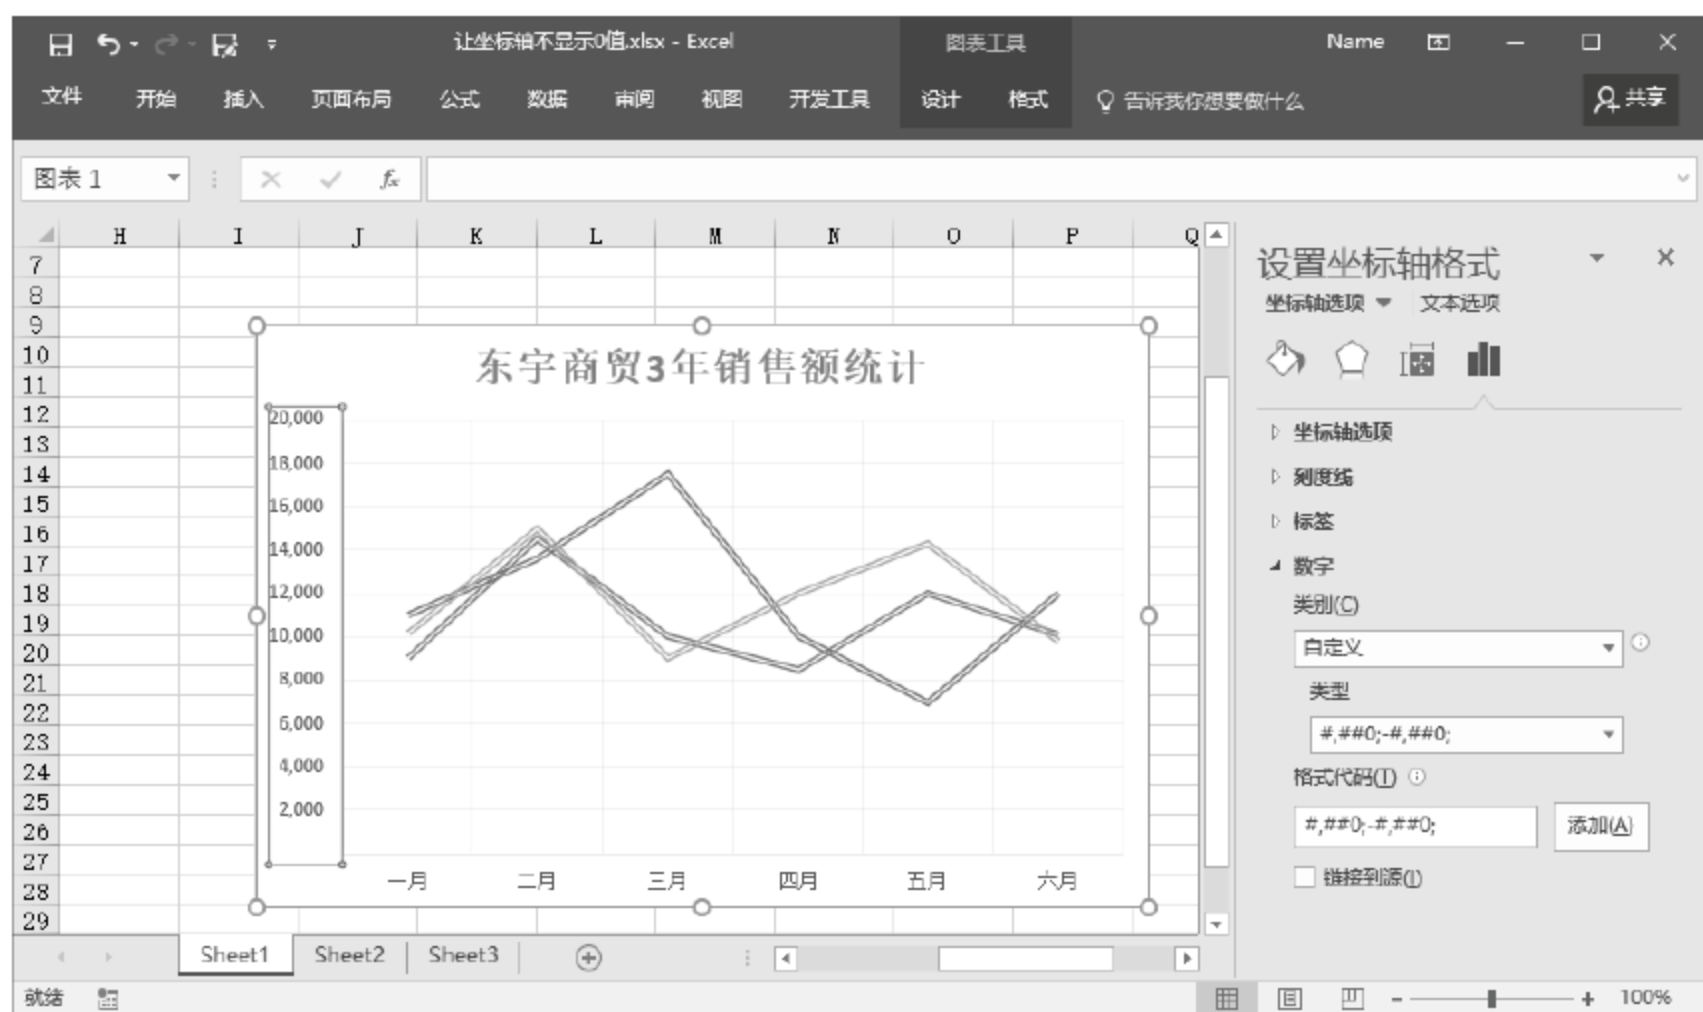 让坐标轴不显示0值.xlsx - Excel
图表工具
Name
文件 开始 插入 页面布局 公式 数据 审阅 视图 开发工具 设计 格式 告诉我你想要做什么 共享
图表 1 fx
H I J K L M N O P Q
7
8
9
10
11
12
13
14
15
16
17
18
19
20
21
22
23
24
25
26
27
28
29
东宇商贸3年销售额统计
20,000
18,000
16,000
14,000
12,000
10,000
8,000
6,000
4,000
2,000
一月 二月 三月 四月 五月 六月
设置坐标轴格式
坐标轴选项 文本选项
坐标轴选项
刻度线
标签
数字
类别(C)
自定义
类型
#,##0;-#,##0;
格式代码(T)
#,##0;-#,##0;
添加(A)
链接到源(I)
Sheet1 Sheet2 Sheet3
就绪
100%